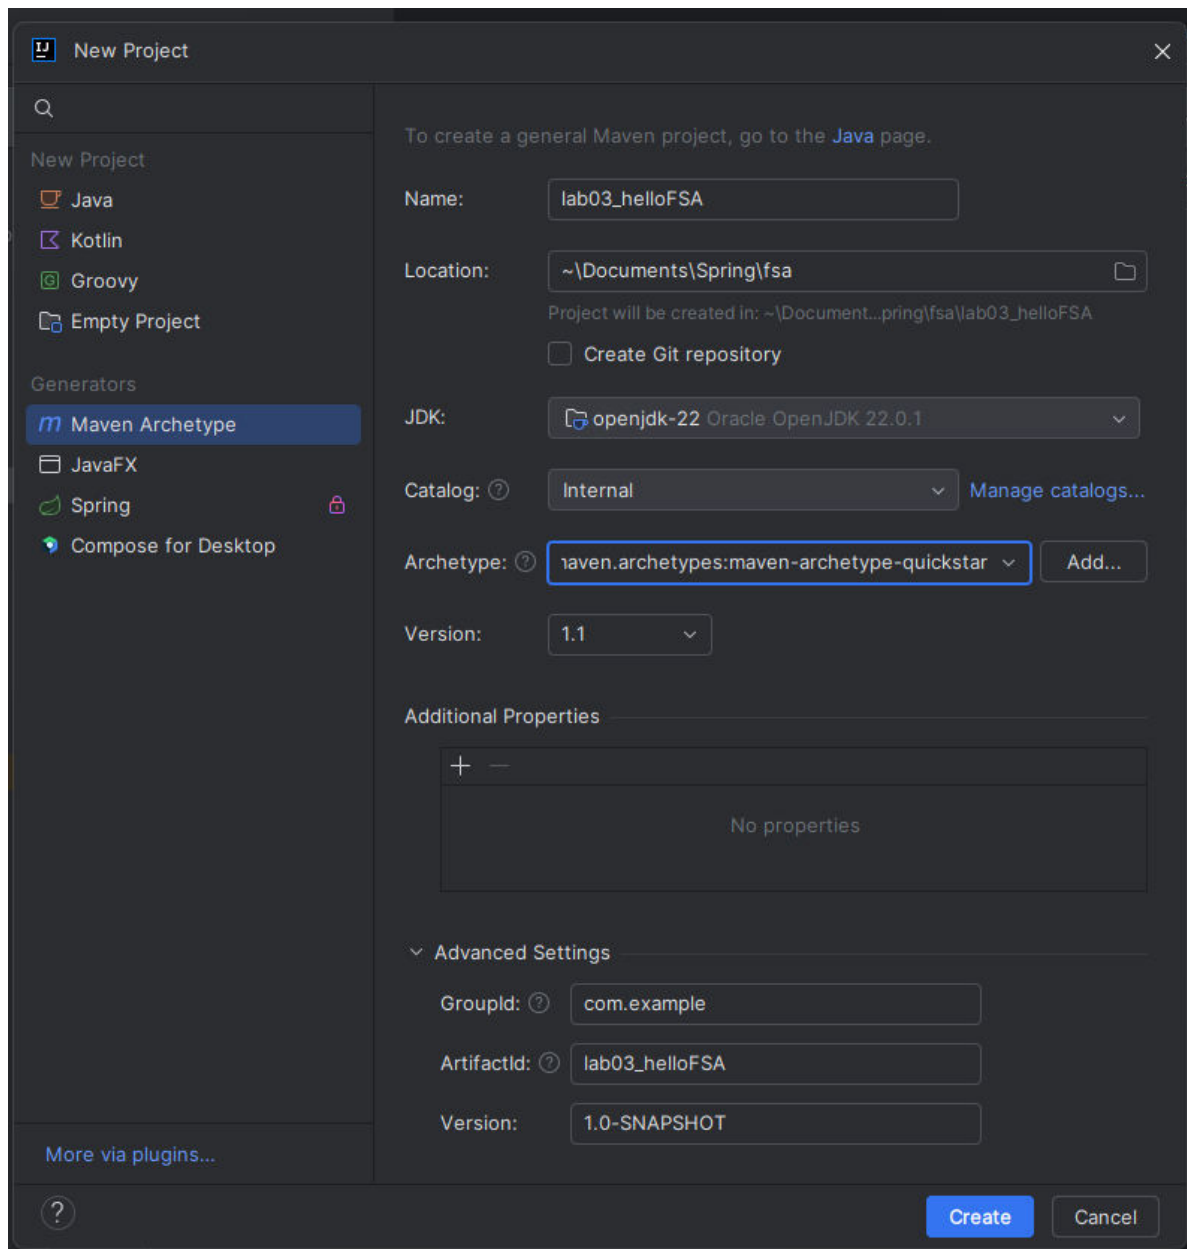 New Project
New Project
Java
Kotlin
Groovy
Empty Project
Generators
Maven Archetype
JavaFX
Spring
Compose for Desktop
More via plugins...
To create a general Maven project, go to the Java page.
Name: lab03_helloFSA
Location: ~\Documents\Spring\fsa
Project will be created in: ~\Document...pring\fsa\lab03_helloFSA
Create Git repository
JDK: openjdk-22 Oracle OpenJDK 22.0.1
Catalog: ? Internal Manage catalogs...
Archetype: ? naven.archetypes:maven-archetype-quickstar Add...
Version: 1.1
Additional Properties
No properties
Advanced Settings
GroupId: ? com.example
ArtifactId: ? lab03_helloFSA
Version: 1.0-SNAPSHOT
? Create Cancel